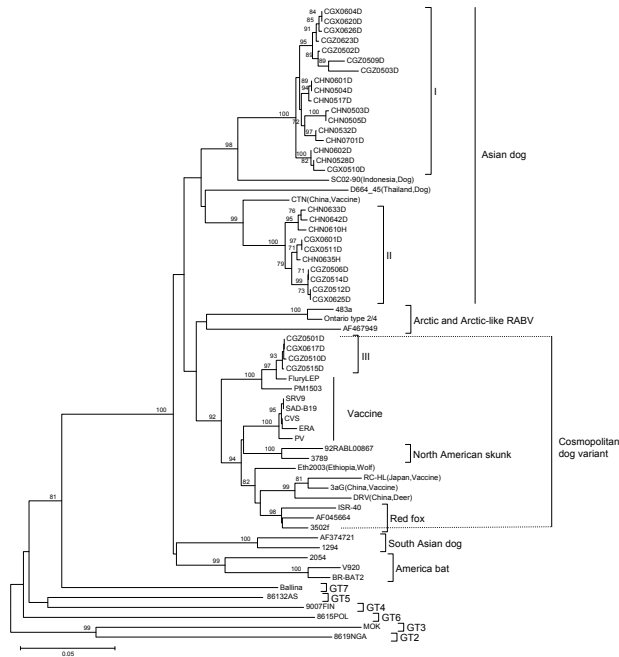 84
CGX0604D
85
CGX0620D
91
CGX0626D
95
CGZ0623D
CGZ0502D
89
89
CGZ0509D
CGZ0503D
89
CHN0601D
94
CHN0504D
CHN0517D
I
100
CHN0503D
100
CHN0505D
72
97
CHN0532D
CHN0701D
100
CHN0602D
82
CHN0528D
CGX0510D
98
SC02-90(Indonesia,Dog)
Asian dog
D664_45(Thailand,Dog)
CTN(China,Vaccine)
99
76
CHN0633D
95
CHN0642D
CHN0610H
100
97
CGX0601D
71
CGX0511D
CHN0635H
II
79
71
CGZ0506D
99
CGZ0514D
73
CGZ0512D
CGX0625D
483a
100
Ontario type 2/4
AF467949
Arctic and Arctic-like RABV
CGZ0501D
CGX0617D
93
CGZ0510D
97
CGZ0515D
III
100
FluryLEP
PM1503
92
SRV9
95
SAD-B19
CVS
100
ERA
PV
Vaccine
94
100
92RABL00867
3789
North American skunk
Cosmopolitan
dog variant
Eth2003(Ethiopia,Wolf)
82
81
RC-HL(Japan,Vaccine)
99
3aG(China,Vaccine)
DRV(China,Deer)
ISR-40
98
AF045664
3502f
Red fox
100
AF374721
100
1294
South Asian dog
99
2054
100
V920
BR-BAT2
America bat
81
Ballina
GT7
86132AS
GT5
9007FIN
GT4
8615POL
GT6
99
MOK
GT3
8619NGA
GT2
0.05